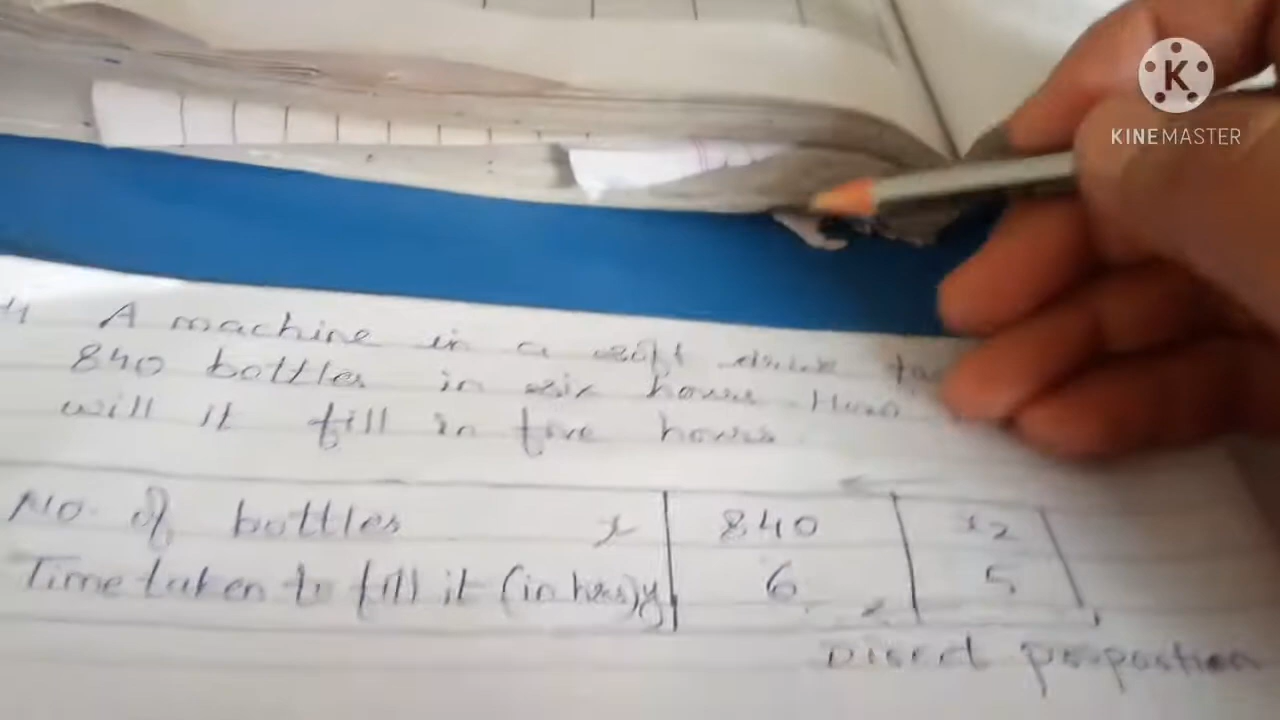 KINEMASTER
4 A machine in a soft drink
840 bottles in six hours How
will it fill in five hours
No. of bottles x 840 x2
Time taken to fill it (in hrs) y 6 5
Direct proportion